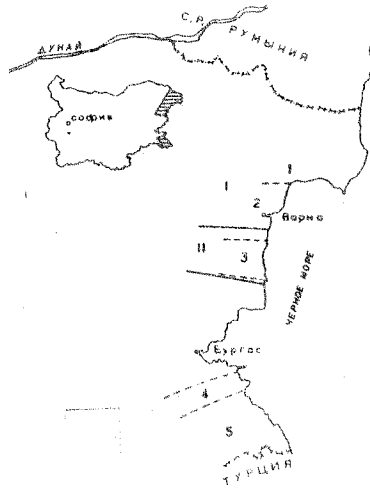 С.Р.
РУМЫНИЯ
ДУНАЙ
СОФИЯ
1
I
2
Варна
II
3
ЧЕРНОЕ МОРЕ
Бургас
4
5
ТУРЦИЯ